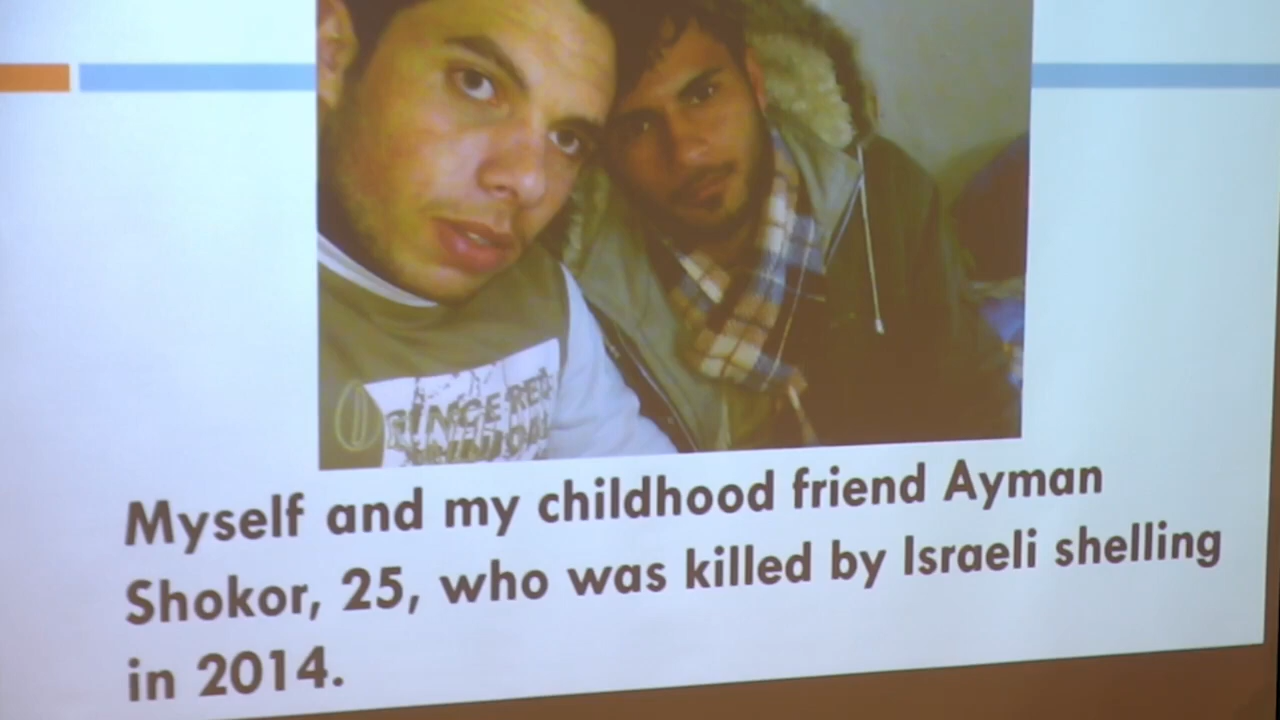 Myself and my childhood friend Ayman
Shokor, 25, who was killed by Israeli shelling
in 2014.